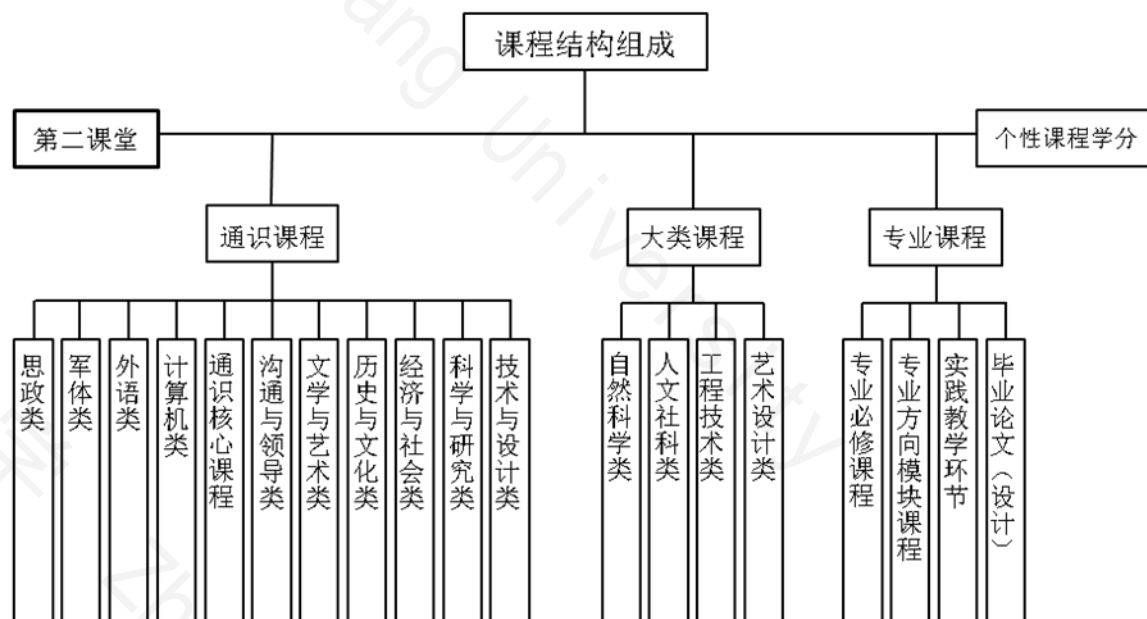 课程结构组成
第二课堂
个性课程学分
通识课程
大类课程
专业课程
思政类
军体类
外语类
计算机类
通识核心课程
沟通与领导类
文学与艺术类
历史与文化类
经济与社会类
科学与研究类
技术与设计类
自然科学类
人文社科类
工程技术类
艺术设计类
专业必修课程
专业方向模块课程
实践教学环节
毕业论文（设计）
ang University
Zh
学